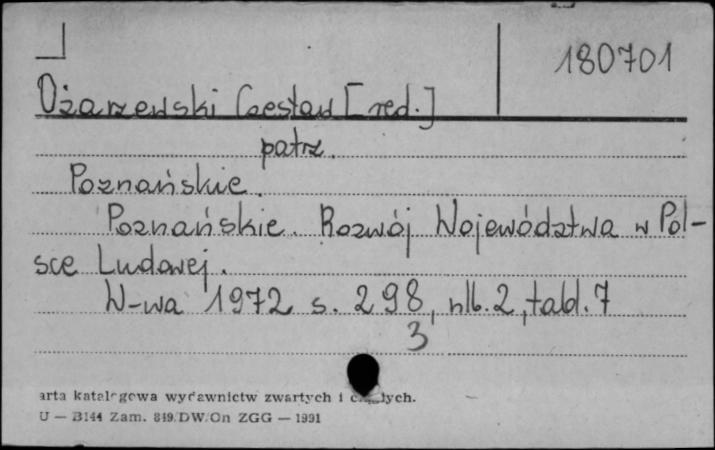 180701
Ożarzewski Czesław [red.]
patrz.
Poznańskie.
Poznańskie. Rozwój Województwa w Pol-
sce Ludowej.
W-wa 1972 s. 298, nlb. 2, tabl. 7
3
arta katalogowa wydawnictw zwartych i ciągłych.
U — B144 Zam. 849/DW/On ZGG — 1991